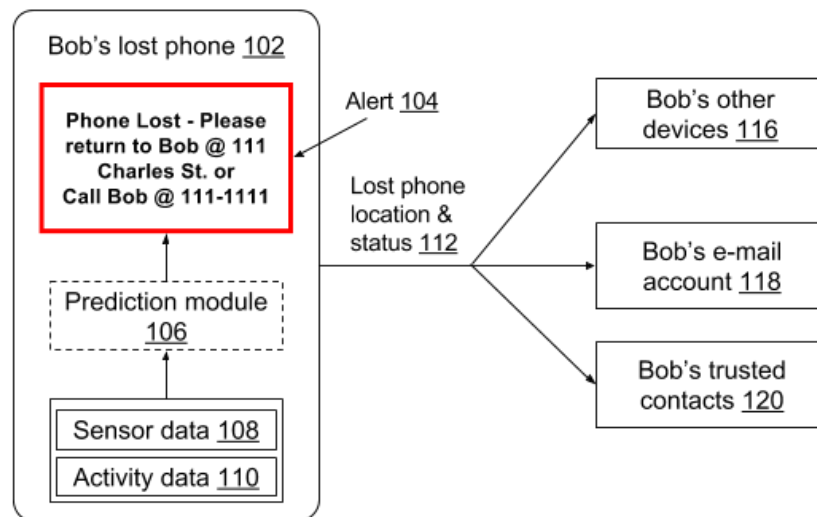 Bob's lost phone 102
Phone Lost - Please
return to Bob @ 111
Charles St. or
Call Bob @ 111-1111
Alert 104
Prediction module
106
Sensor data 108
Activity data 110
Lost phone
location &
status 112
Bob's other
devices 116
Bob's e-mail
account 118
Bob's trusted
contacts 120